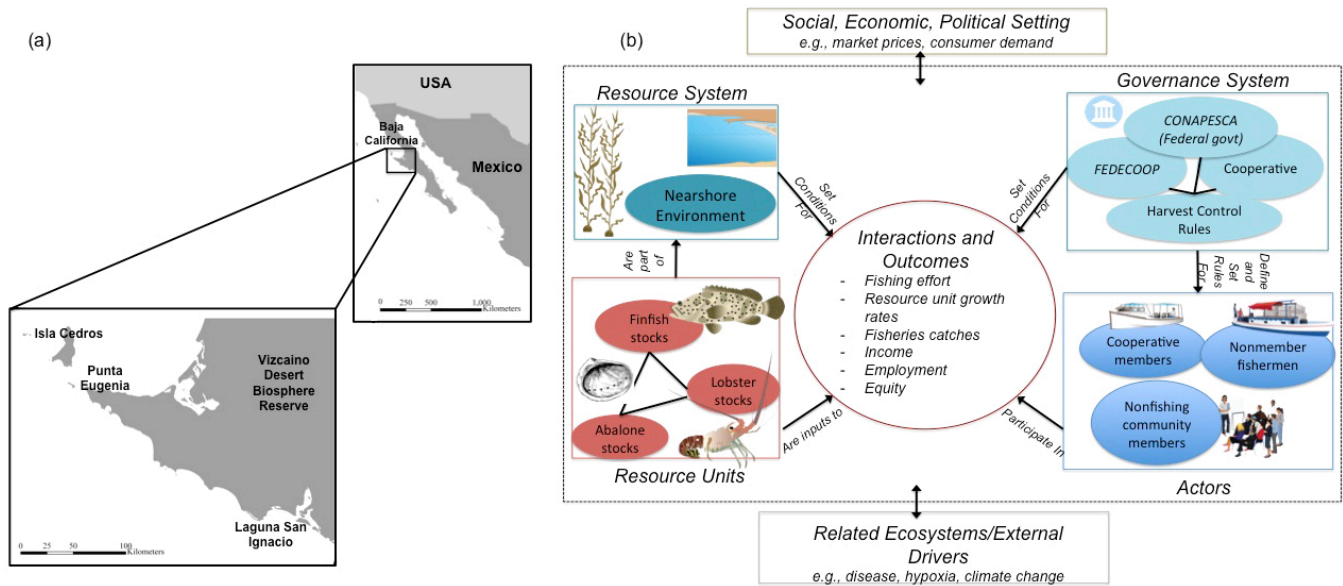 (a)
USA
Baja
California
Mexico
0 250 500 1,000
Kilometers
Isla Cedros
Punta
Eugenia
Vizcaino
Desert
Biosphere
Reserve
Laguna San
Ignacio
0 25 50 100
Kilometers
(b)
Social, Economic, Political Setting
e.g., market prices, consumer demand
Resource System
Nearshore
Environment
Set
Conditions
For
Governance System
CONAPESCA
(Federal govt)
FEDECOOP
Cooperative
Harvest Control
Rules
Set
Conditions
For
Are
part
of
Interactions and
Outcomes
- Fishing effort
- Resource unit growth
rates
- Fisheries catches
- Income
- Employment
- Equity
Define
and
Set
Rules
For
Finfish
stocks
Lobster
stocks
Abalone
stocks
Resource Units
Are inputs to
Cooperative
members
Nonmember
fishermen
Nonfishing
community
members
Participate In
Actors
Related Ecosystems/External
Drivers
e.g., disease, hypoxia, climate change